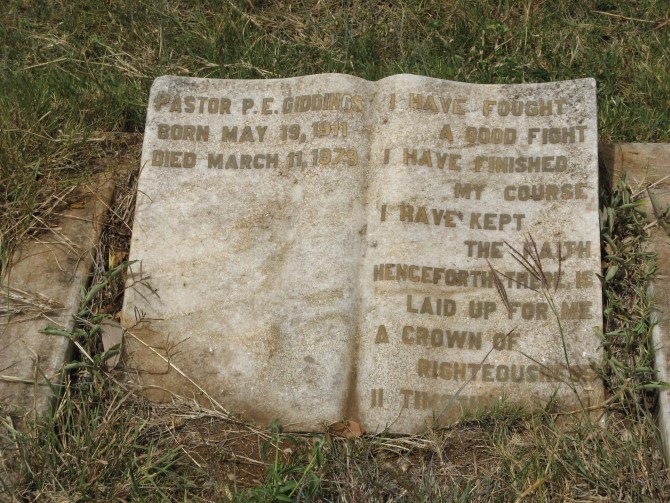 PASTOR P. E. GIDDINGS
BORN MAY 19, 1911
DIED MARCH 11, 1979
I HAVE FOUGHT
A GOOD FIGHT
I HAVE FINISHED
MY COURSE
I HAVE KEPT
THE FAITH
HENCEFORTH THERE IS
LAID UP FOR ME
A CROWN OF
RIGHTEOUSNESS
II